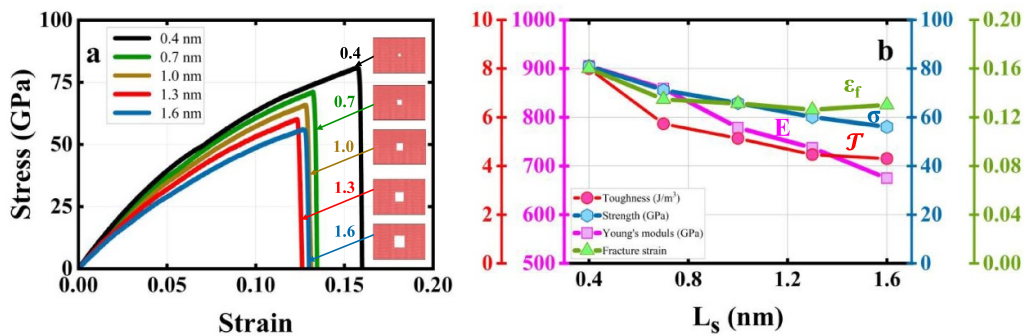 a
Stress (GPa)
100
75
50
25
0
0.00
0.05
0.10
0.15
0.20
Strain
0.4 nm
0.7 nm
1.0 nm
1.3 nm
1.6 nm
0.4
0.7
1.0
1.3
1.6
b
10
8
6
4
2
0
1000
900
800
700
600
500
0.4
0.8
1.2
1.6
Lₛ (nm)
100
80
60
40
20
0
0.20
0.16
0.12
0.08
0.04
0.00
ε_f
σ
E
𝒯
Toughness (J/m³)
Strength (GPa)
Young's moduls (GPa)
Fracture strain